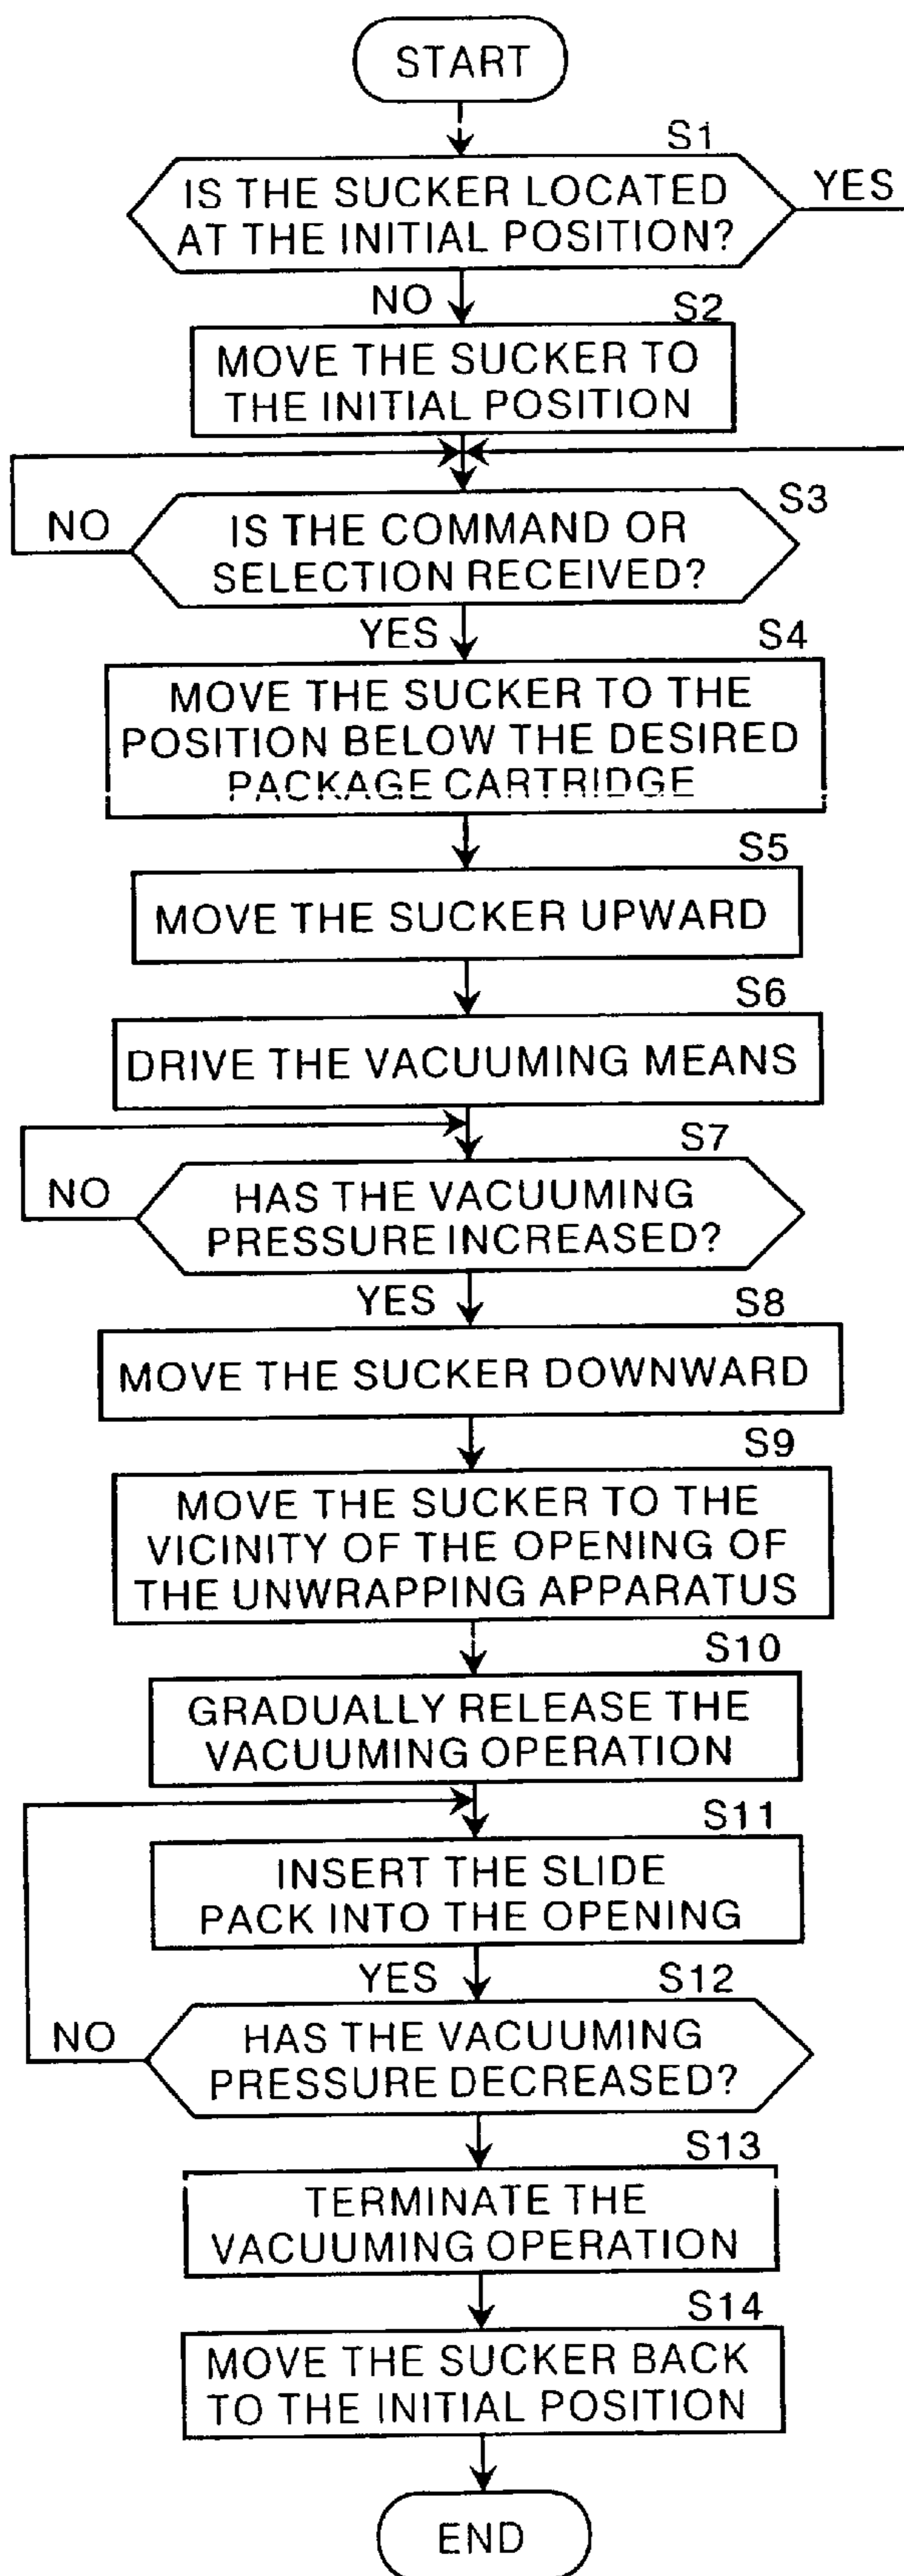 START
S1
IS THE SUCKER LOCATED
AT THE INITIAL POSITION?
YES
NO
S2
MOVE THE SUCKER TO
THE INITIAL POSITION
S3
NO
IS THE COMMAND OR
SELECTION RECEIVED?
YES
S4
MOVE THE SUCKER TO THE
POSITION BELOW THE DESIRED
PACKAGE CARTRIDGE
S5
MOVE THE SUCKER UPWARD
S6
DRIVE THE VACUUMING MEANS
S7
NO
HAS THE VACUUMING
PRESSURE INCREASED?
YES
S8
MOVE THE SUCKER DOWNWARD
S9
MOVE THE SUCKER TO THE
VICINITY OF THE OPENING OF
THE UNWRAPPING APPARATUS
S10
GRADUALLY RELEASE THE
VACUUMING OPERATION
S11
INSERT THE SLIDE
PACK INTO THE OPENING
YES
S12
NO
HAS THE VACUUMING
PRESSURE DECREASED?
S13
TERMINATE THE
VACUUMING OPERATION
S14
MOVE THE SUCKER BACK
TO THE INITIAL POSITION
END